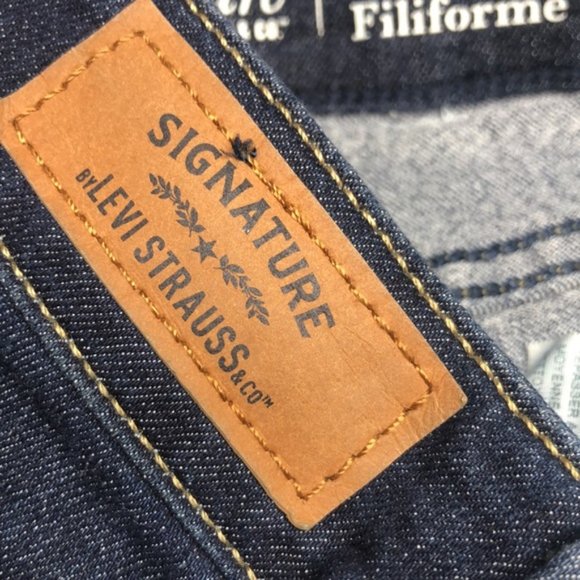 Filiforme
SIGNATURE
BY LEVI STRAUSS & CO™